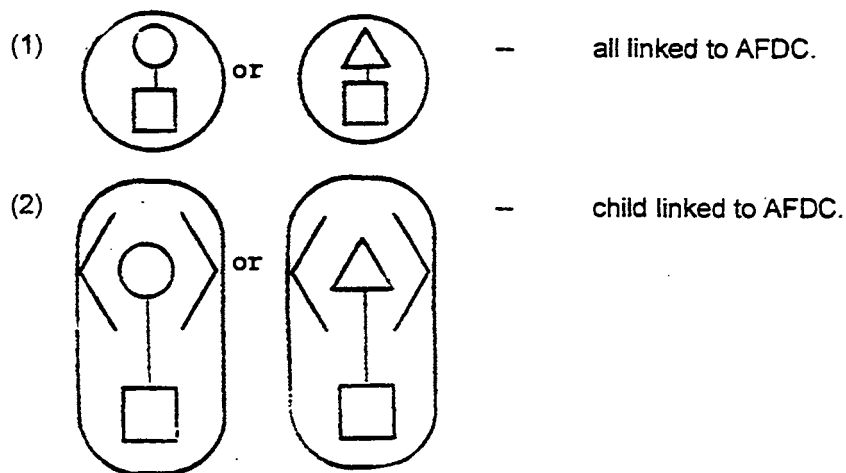 (1) or – all linked to AFDC.
(2) or – child linked to AFDC.